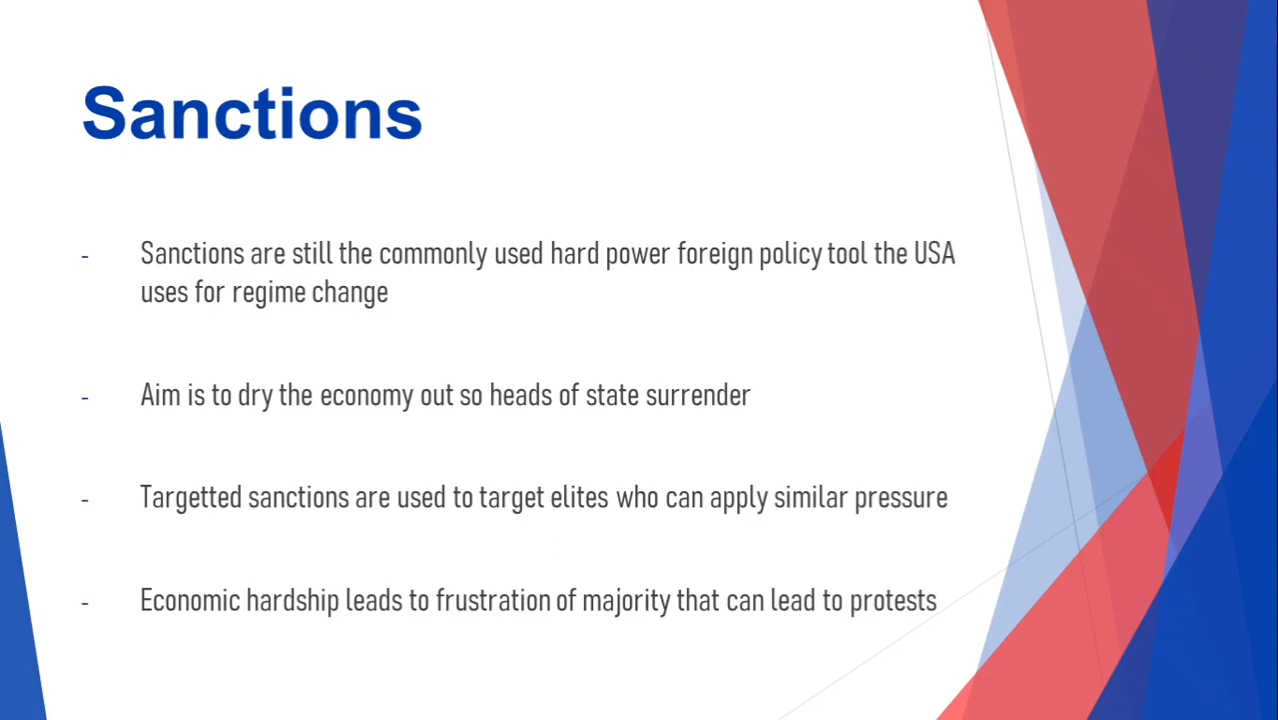 Sanctions
- Sanctions are still the commonly used hard power foreign policy tool the USA
uses for regime change
- Aim is to dry the economy out so heads of state surrender
- Targetted sanctions are used to target elites who can apply similar pressure
- Economic hardship leads to frustration of majority that can lead to protests